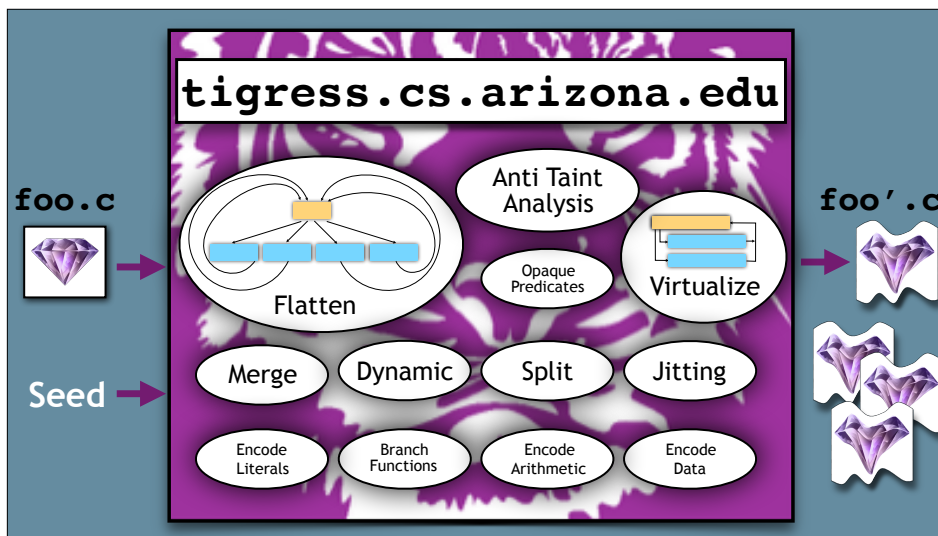 tigress.cs.arizona.edu
foo.c
foo′.c
Anti Taint
Analysis
Flatten
Opaque
Predicates
Virtualize
Seed
Merge
Dynamic
Split
Jitting
Encode
Literals
Branch
Functions
Encode
Arithmetic
Encode
Data